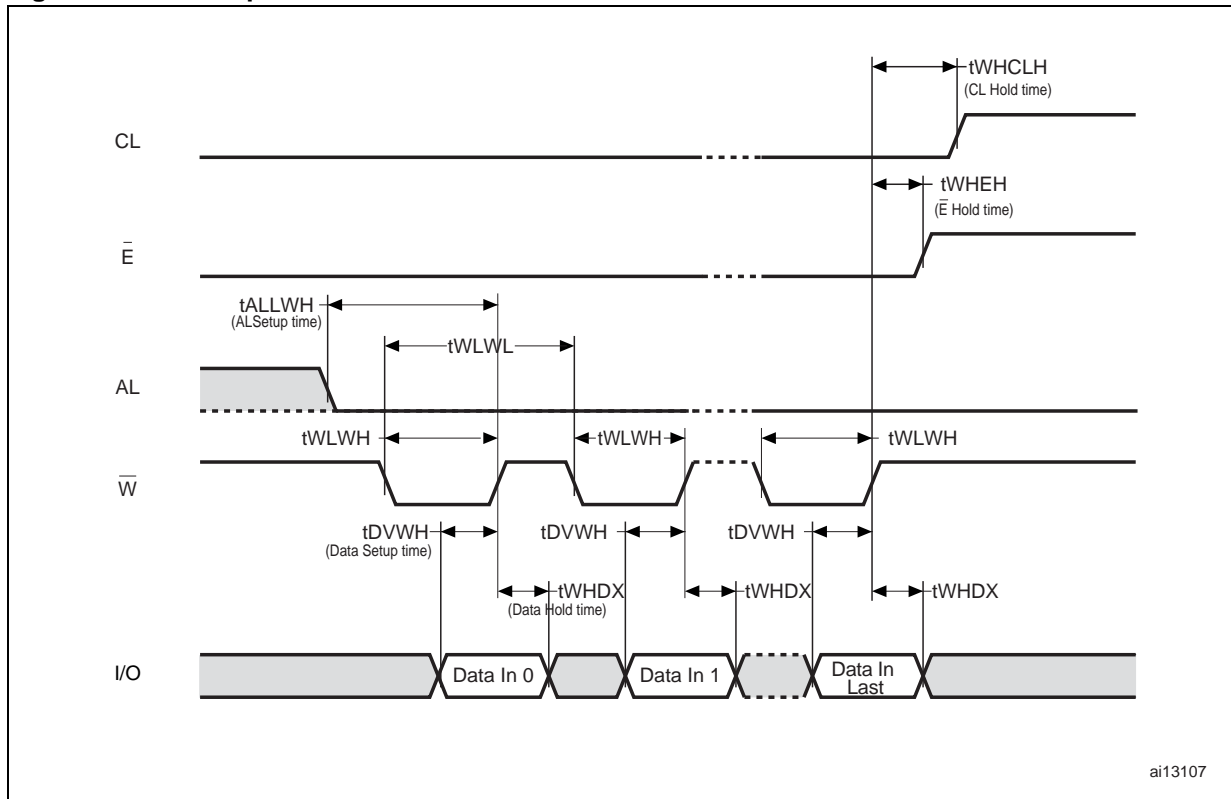 tWHCLH
(CL Hold time)
CL
tWHEH
(E̅ Hold time)
E̅
tALLWH
(ALSetup time)
tWLWL
AL
tWLWH
tWLWH
tWLWH
W̅
tDVWH
(Data Setup time)
tDVWH
tDVWH
tWHDX
(Data Hold time)
tWHDX
tWHDX
I/O
Data In 0
Data In 1
Data In
Last
ai13107